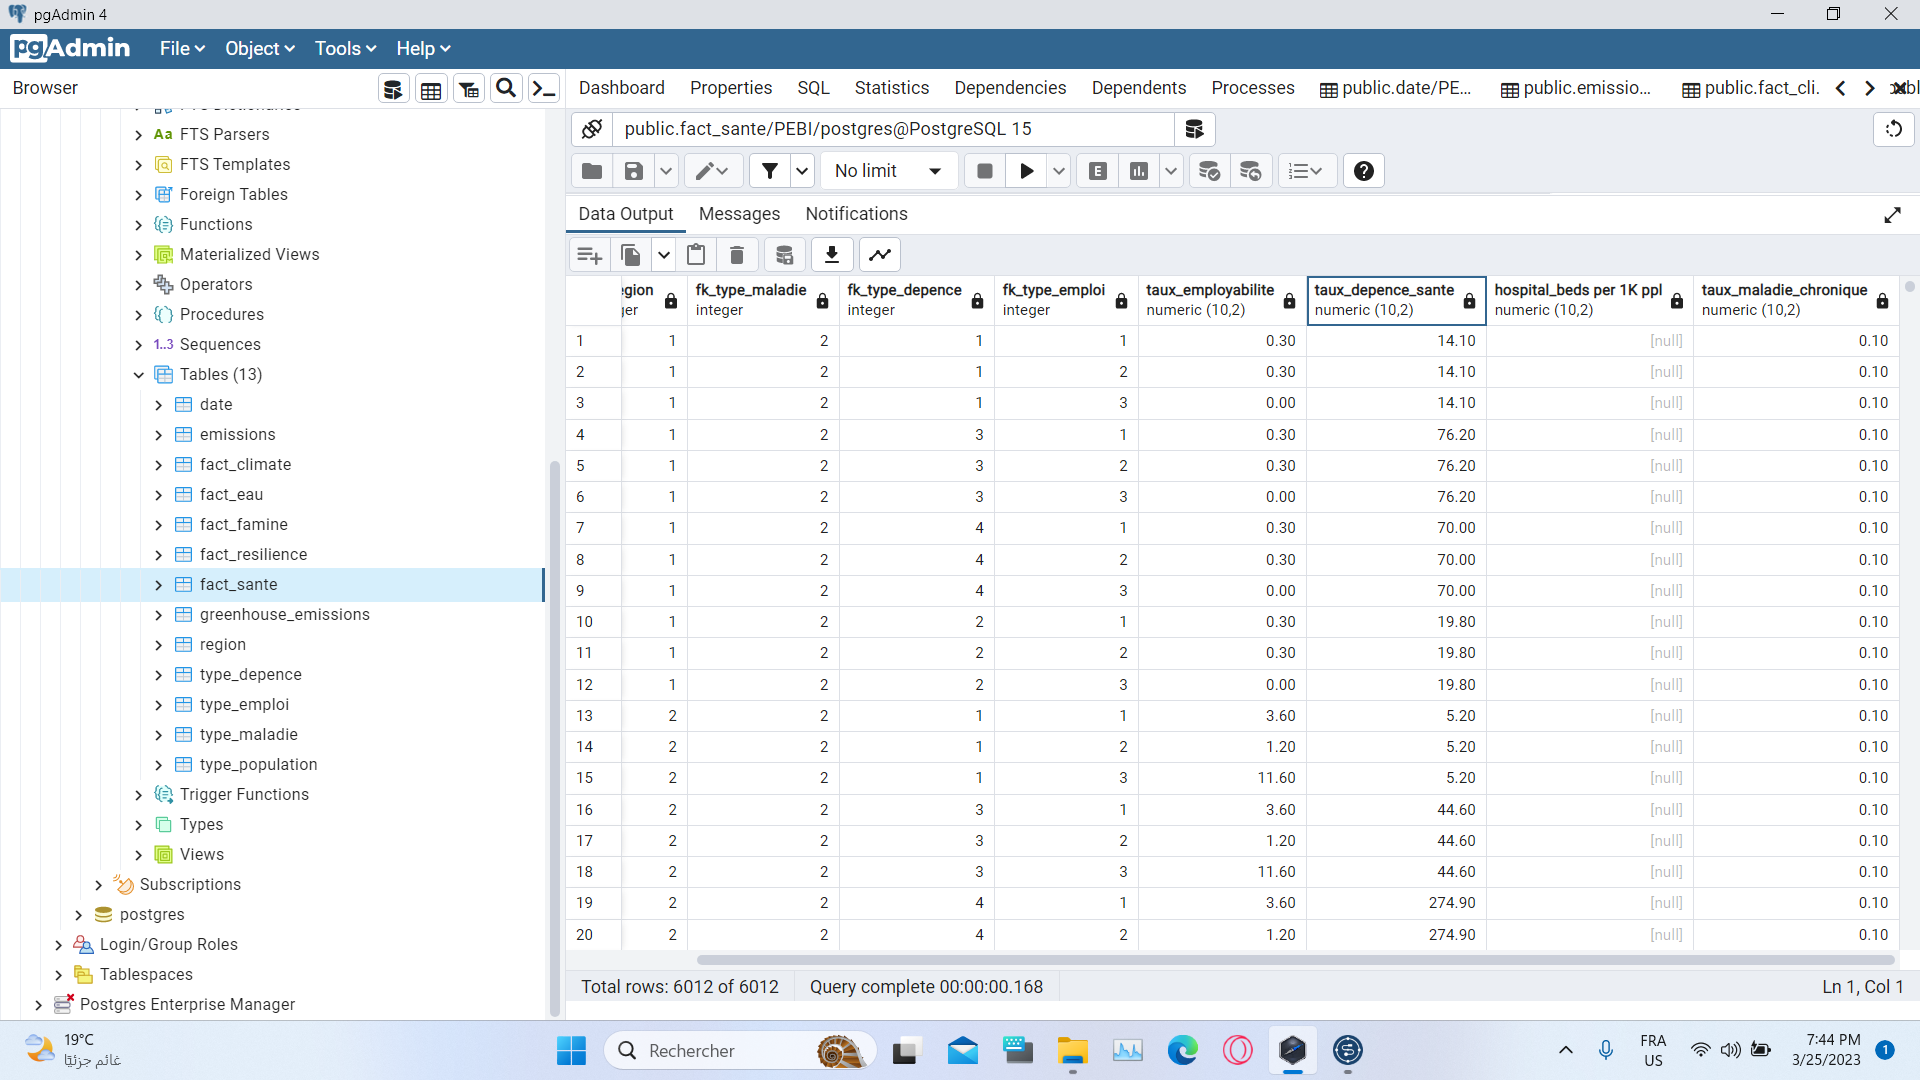 pgAdmin 4
pgAdmin File Object Tools Help
Browser
Dashboard Properties SQL Statistics Dependencies Dependents Processes public.date/PE... public.emissio... public.fact_cli.
public.fact_sante/PEBI/postgres@PostgreSQL 15
No limit
Data Output Messages Notifications
FTS Dictionaries
Aa FTS Parsers
FTS Templates
Foreign Tables
Functions
Materialized Views
Operators
Procedures
1..3 Sequences
Tables (13)
date
emissions
fact_climate
fact_eau
fact_famine
fact_resilience
fact_sante
greenhouse_emissions
region
type_depence
type_emploi
type_maladie
type_population
Trigger Functions
Types
Views
Subscriptions
postgres
Login/Group Roles
Tablespaces
Postgres Enterprise Manager
egion fk_type_maladie fk_type_depence fk_type_emploi taux_employabilite taux_depence_sante hospital_beds per 1K ppl taux_maladie_chronique
ger integer integer integer numeric (10,2) numeric (10,2) numeric (10,2) numeric (10,2)
1 1 2 1 1 0.30 14.10 [null] 0.10
2 1 2 1 2 0.30 14.10 [null] 0.10
3 1 2 1 3 0.00 14.10 [null] 0.10
4 1 2 3 1 0.30 76.20 [null] 0.10
5 1 2 3 2 0.30 76.20 [null] 0.10
6 1 2 3 3 0.00 76.20 [null] 0.10
7 1 2 4 1 0.30 70.00 [null] 0.10
8 1 2 4 2 0.30 70.00 [null] 0.10
9 1 2 4 3 0.00 70.00 [null] 0.10
10 1 2 2 1 0.30 19.80 [null] 0.10
11 1 2 2 2 0.30 19.80 [null] 0.10
12 1 2 2 3 0.00 19.80 [null] 0.10
13 2 2 1 1 3.60 5.20 [null] 0.10
14 2 2 1 2 1.20 5.20 [null] 0.10
15 2 2 1 3 11.60 5.20 [null] 0.10
16 2 2 3 1 3.60 44.60 [null] 0.10
17 2 2 3 2 1.20 44.60 [null] 0.10
18 2 2 3 3 11.60 44.60 [null] 0.10
19 2 2 4 1 3.60 274.90 [null] 0.10
20 2 2 4 2 1.20 274.90 [null] 0.10
Total rows: 6012 of 6012 Query complete 00:00:00.168 Ln 1, Col 1
19°C
غائم جزئيًا
Rechercher
FRA
US
7:44 PM
3/25/2023
1